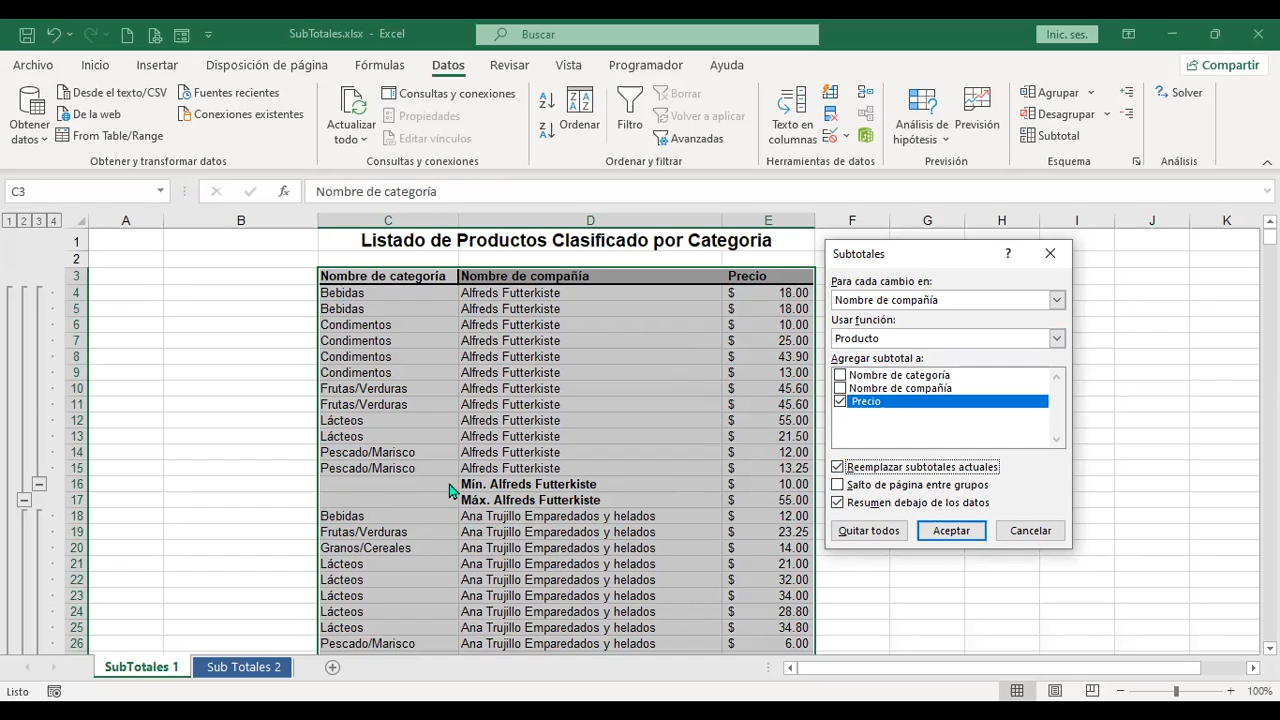 SubTotales.xlsx - Excel
Buscar
Inic. ses.
Archivo Inicio Insertar Disposición de página Fórmulas Datos Revisar Vista Programador Ayuda
Compartir
Obtener datos
Desde el texto/CSV
De la web
From Table/Range
Fuentes recientes
Conexiones existentes
Obtener y transformar datos
Actualizar todo
Consultas y conexiones
Propiedades
Editar vínculos
Consultas y conexiones
Ordenar
Filtro
Borrar
Volver a aplicar
Avanzadas
Ordenar y filtrar
Texto en columnas
Herramientas de datos
Análisis de hipótesis
Previsión
Previsión
Agrupar
Desagrupar
Subtotal
Esquema
Solver
Análisis
C3
fx
Nombre de categoría
1 2 3 4
A B C D E F G H I J K
1 Listado de Productos Clasificado por Categoria
2
3 Nombre de categoría Nombre de compañía Precio
4 Bebidas Alfreds Futterkiste $ 18.00
5 Bebidas Alfreds Futterkiste $ 18.00
6 Condimentos Alfreds Futterkiste $ 10.00
7 Condimentos Alfreds Futterkiste $ 25.00
8 Condimentos Alfreds Futterkiste $ 43.90
9 Condimentos Alfreds Futterkiste $ 13.00
10 Frutas/Verduras Alfreds Futterkiste $ 45.60
11 Frutas/Verduras Alfreds Futterkiste $ 45.60
12 Lácteos Alfreds Futterkiste $ 55.00
13 Lácteos Alfreds Futterkiste $ 21.50
14 Pescado/Marisco Alfreds Futterkiste $ 12.00
15 Pescado/Marisco Alfreds Futterkiste $ 13.25
16 Mín. Alfreds Futterkiste $ 10.00
17 Máx. Alfreds Futterkiste $ 55.00
18 Bebidas Ana Trujillo Emparedados y helados $ 12.00
19 Frutas/Verduras Ana Trujillo Emparedados y helados $ 23.25
20 Granos/Cereales Ana Trujillo Emparedados y helados $ 14.00
21 Lácteos Ana Trujillo Emparedados y helados $ 21.00
22 Lácteos Ana Trujillo Emparedados y helados $ 32.00
23 Lácteos Ana Trujillo Emparedados y helados $ 34.00
24 Lácteos Ana Trujillo Emparedados y helados $ 28.80
25 Lácteos Ana Trujillo Emparedados y helados $ 34.80
26 Pescado/Marisco Ana Trujillo Emparedados y helados $ 6.00
Subtotales
?
Para cada cambio en:
Nombre de compañía
Usar función:
Producto
Agregar subtotal a:
Nombre de categoría
Nombre de compañía
Precio
Reemplazar subtotales actuales
Salto de página entre grupos
Resumen debajo de los datos
Quitar todos Aceptar Cancelar
SubTotales 1 Sub Totales 2
Listo
100%